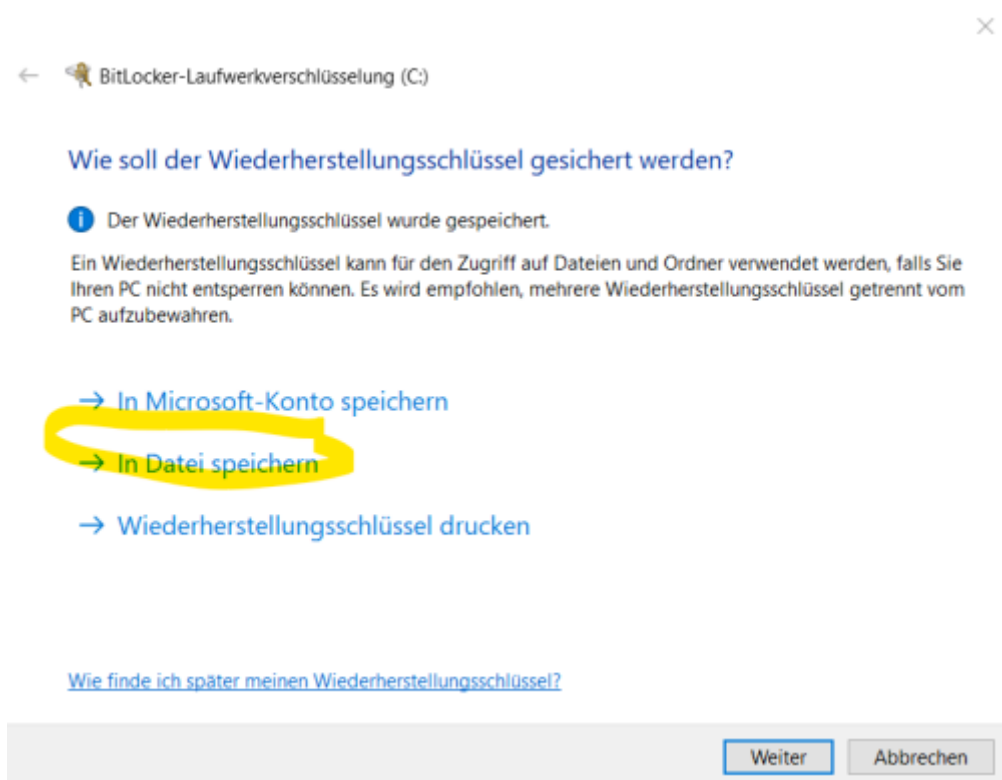 BitLocker-Laufwerkverschlüsselung (C:)
Wie soll der Wiederherstellungsschlüssel gesichert werden?
Der Wiederherstellungsschlüssel wurde gespeichert.
Ein Wiederherstellungsschlüssel kann für den Zugriff auf Dateien und Ordner verwendet werden, falls Sie
Ihren PC nicht entsperren können. Es wird empfohlen, mehrere Wiederherstellungsschlüssel getrennt vom
PC aufzubewahren.
In Microsoft-Konto speichern
In Datei speichern
Wiederherstellungsschlüssel drucken
Wie finde ich später meinen Wiederherstellungsschlüssel?
Weiter Abbrechen